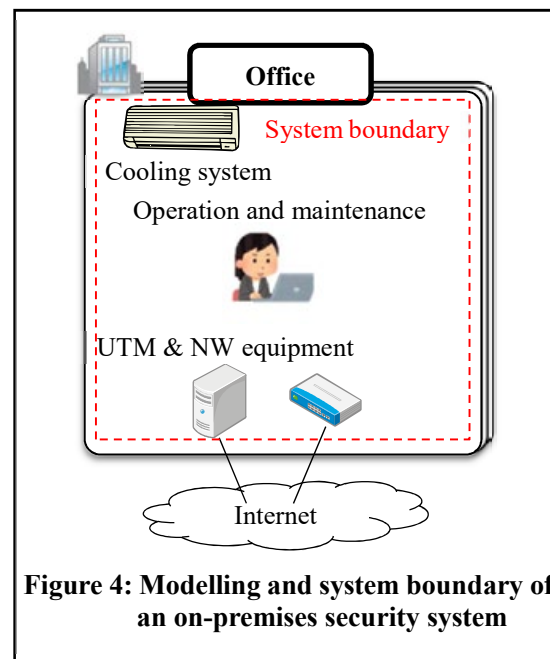 Office
System boundary
Cooling system
Operation and maintenance
UTM & NW equipment
Internet
Figure 4: Modelling and system boundary of
an on-premises security system